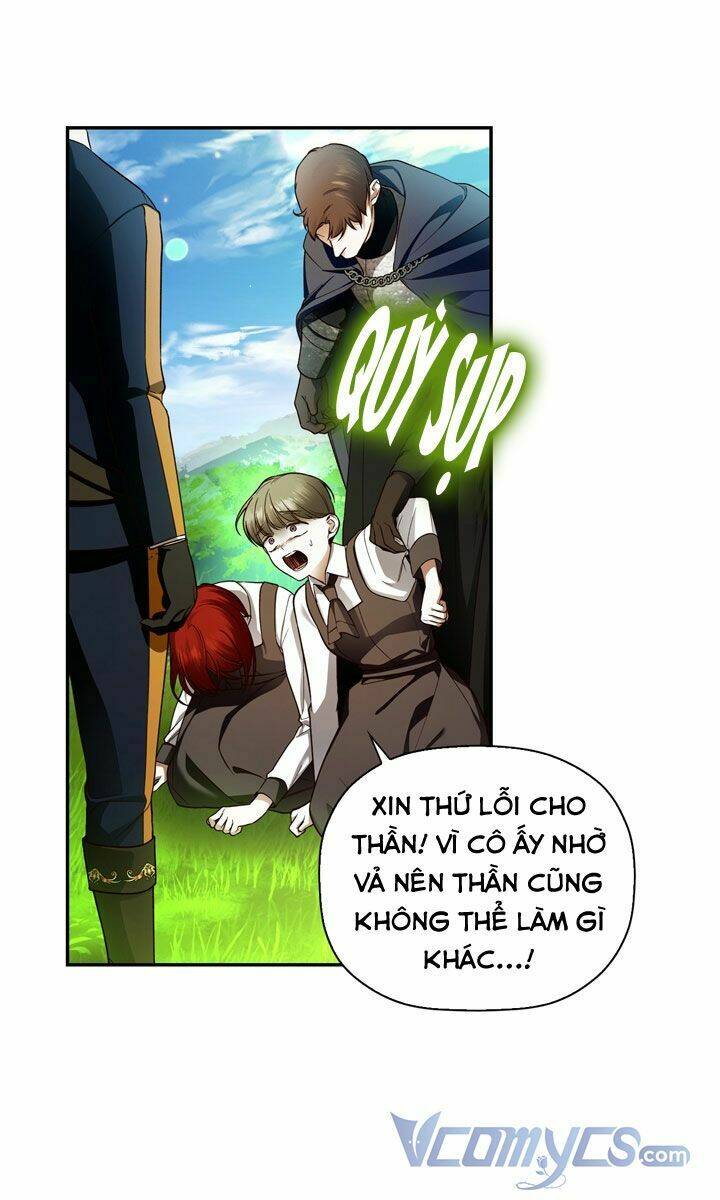 QUỲ SỤP
XIN THỨ LỖI CHO
THẦN! VÌ CÔ ẤY NHỜ
VẢ NÊN THẦN CŨNG
KHÔNG THỂ LÀM GÌ
KHÁC...!
VCOMYCS.com